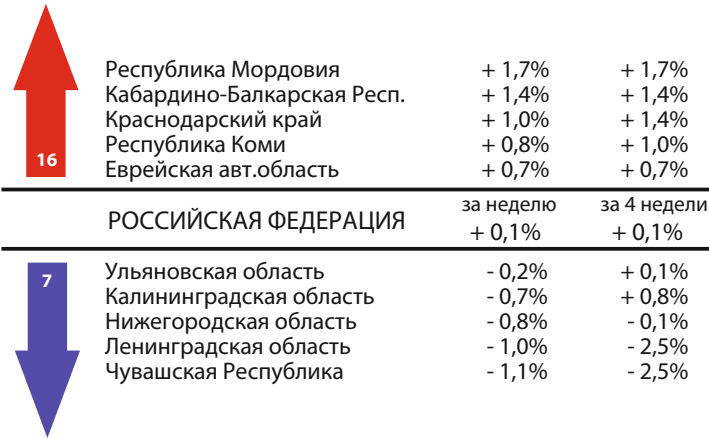 Республика Мордовия + 1,7% + 1,7%
Кабардино-Балкарская Респ. + 1,4% + 1,4%
Краснодарский край + 1,0% + 1,4%
Республика Коми + 0,8% + 1,0%
16 Еврейская авт.область + 0,7% + 0,7%
за неделю за 4 недели
РОССИЙСКАЯ ФЕДЕРАЦИЯ + 0,1% + 0,1%
7 Ульяновская область - 0,2% + 0,1%
Калининградская область - 0,7% + 0,8%
Нижегородская область - 0,8% - 0,1%
Ленинградская область - 1,0% - 2,5%
Чувашская Республика - 1,1% - 2,5%